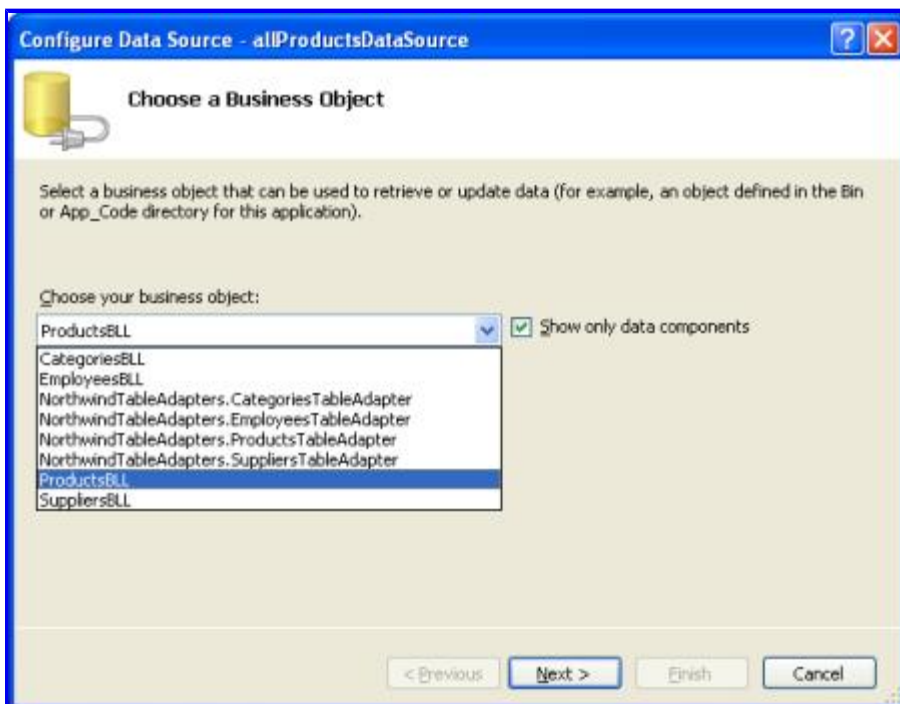 Configure Data Source - allProductsDataSource
Choose a Business Object
Select a business object that can be used to retrieve or update data (for example, an object defined in the Bin
or App_Code directory for this application).
Choose your business object:
ProductsBLL
Show only data components
CategoriesBLL
EmployeesBLL
NorthwindTableAdapters.CategoriesTableAdapter
NorthwindTableAdapters.EmployeesTableAdapter
NorthwindTableAdapters.ProductsTableAdapter
NorthwindTableAdapters.SuppliersTableAdapter
ProductsBLL
SuppliersBLL
< Previous
Next >
Finish
Cancel